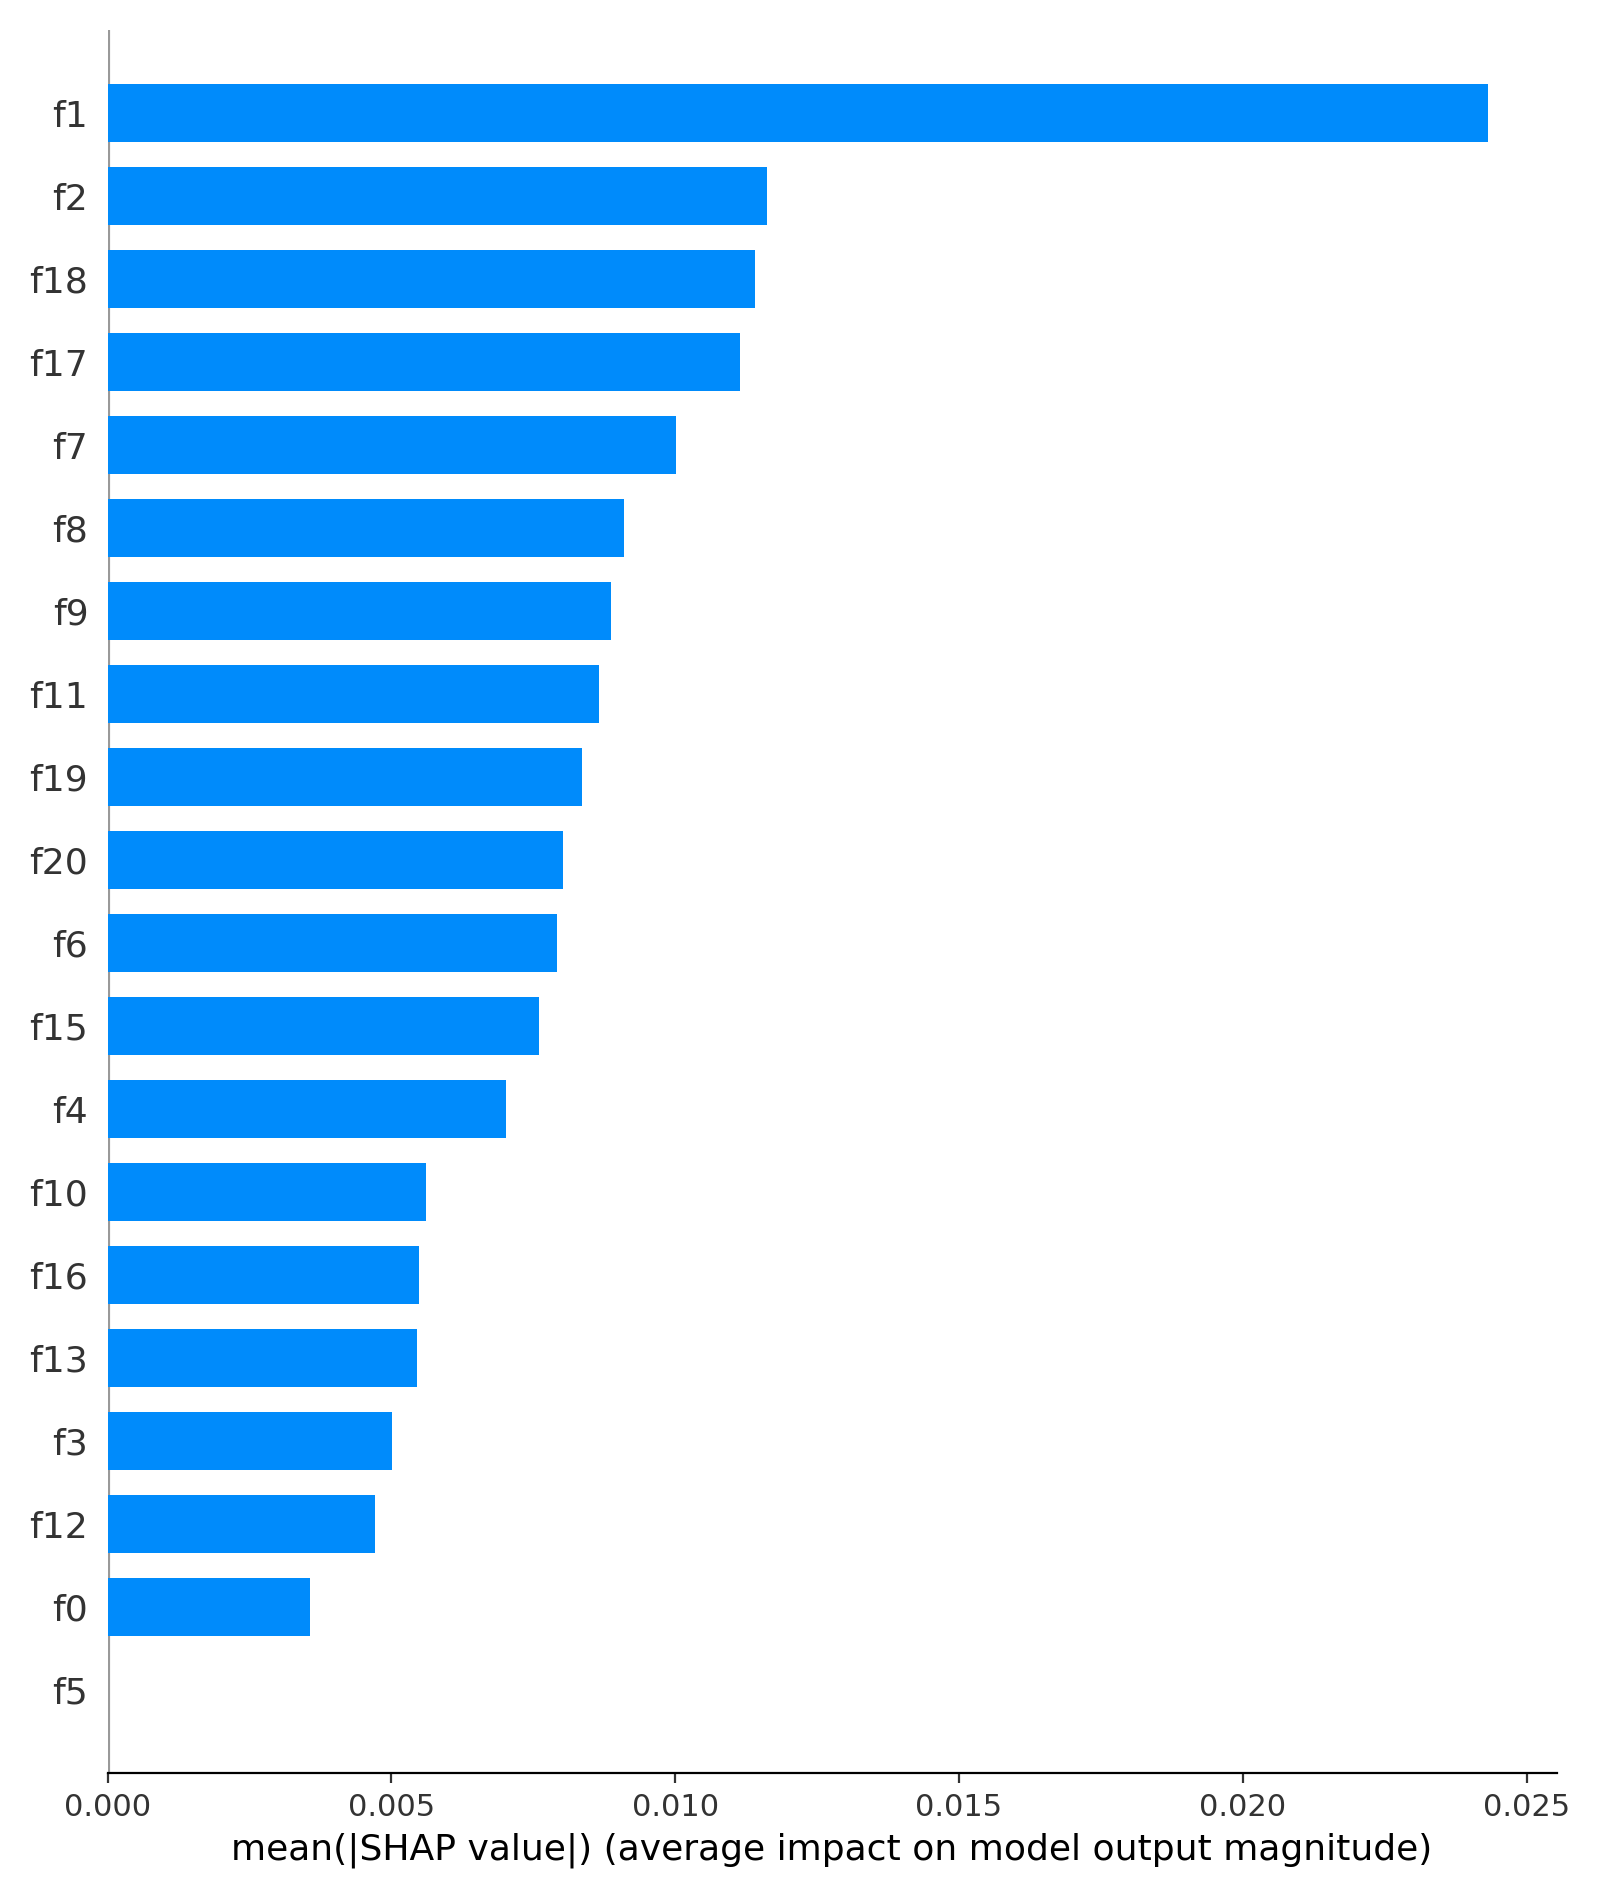 f1
f2
f18
f17
f7
f8
f9
f11
f19
f20
f6
f15
f4
f10
f16
f13
f3
f12
f0
f5
0.000 0.005 0.010 0.015 0.020 0.025
mean(|SHAP value|) (average impact on model output magnitude)